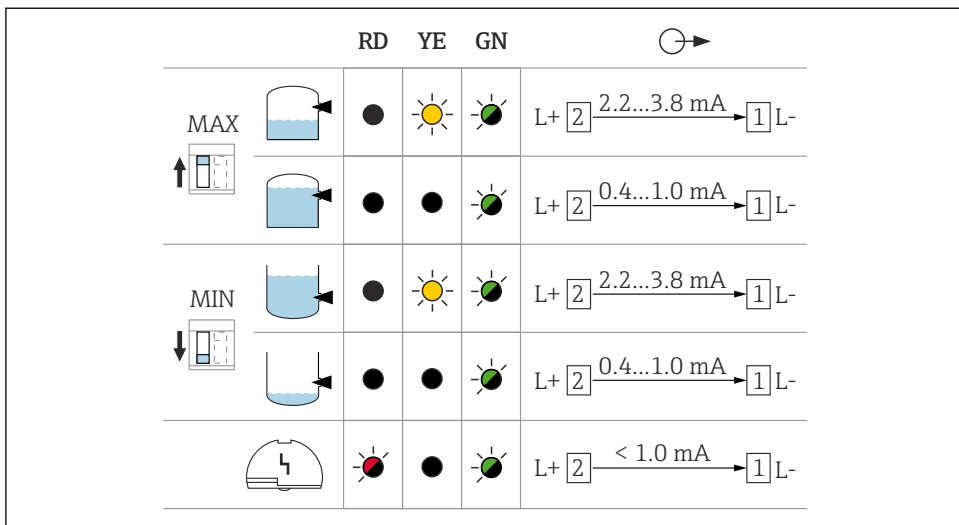 RD YE GN
MAX
L+ 2 2.2...3.8 mA 1 L-
L+ 2 0.4...1.0 mA 1 L-
MIN
L+ 2 2.2...3.8 mA 1 L-
L+ 2 0.4...1.0 mA 1 L-
L+ 2 < 1.0 mA 1 L-